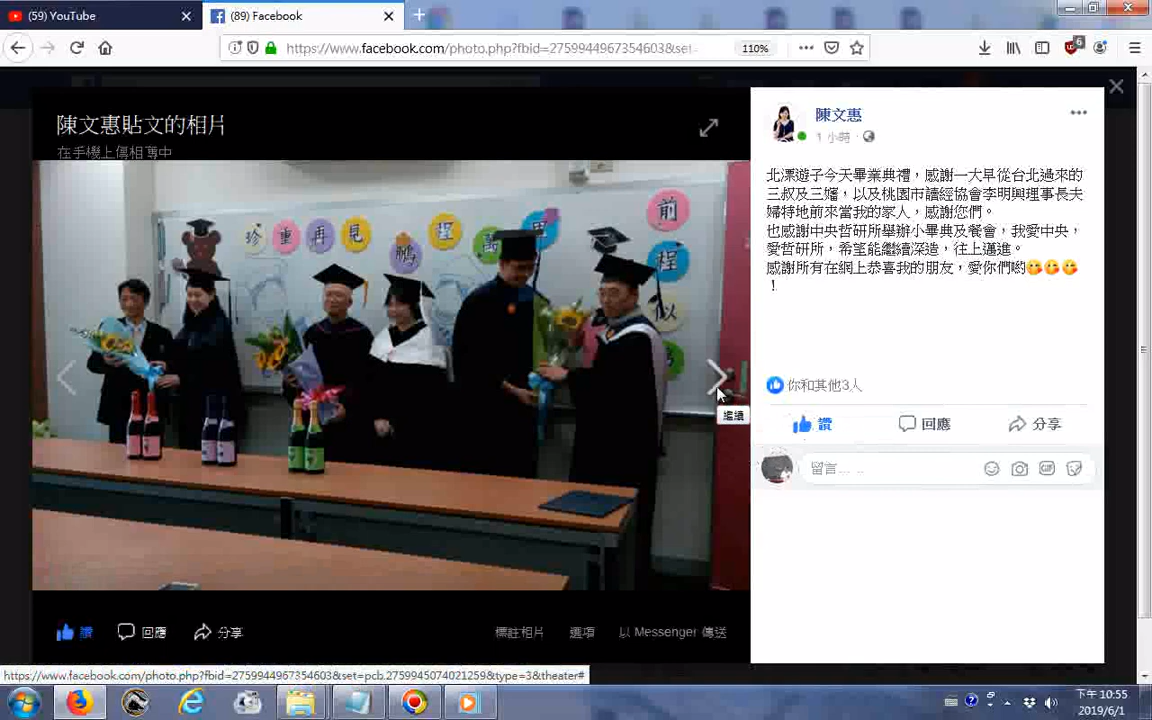 (59) YouTube
(89) Facebook
https://www.facebook.com/photo.php?fbid=2759944967354603&set=
110%
6
陳文惠貼文的相片
在手機上傳相簿中
珍重再見
鵬程萬里
前程似
繼續
陳文惠
1 小時
北漂遊子今天畢業典禮，感謝一大早從台北過來的
三叔及三嬸，以及桃園市讀經協會李明興理事長夫
婦特地前來當我的家人，感謝您們。
也感謝中央哲研所舉辦小畢典及餐會，我愛中央，
愛哲研所，希望能繼續深造，往上邁進。
感謝所有在網上恭喜我的朋友，愛你們喲😋😋😋
！
你和其他3人
讚
回應
分享
留言……
GIF
讚
回應
分享
標註相片
選項
以 Messenger 傳送
https://www.facebook.com/photo.php?fbid=2759944967354603&set=pcb.2759945074021259&type=3&theater#
下午 10:55
2019/6/1